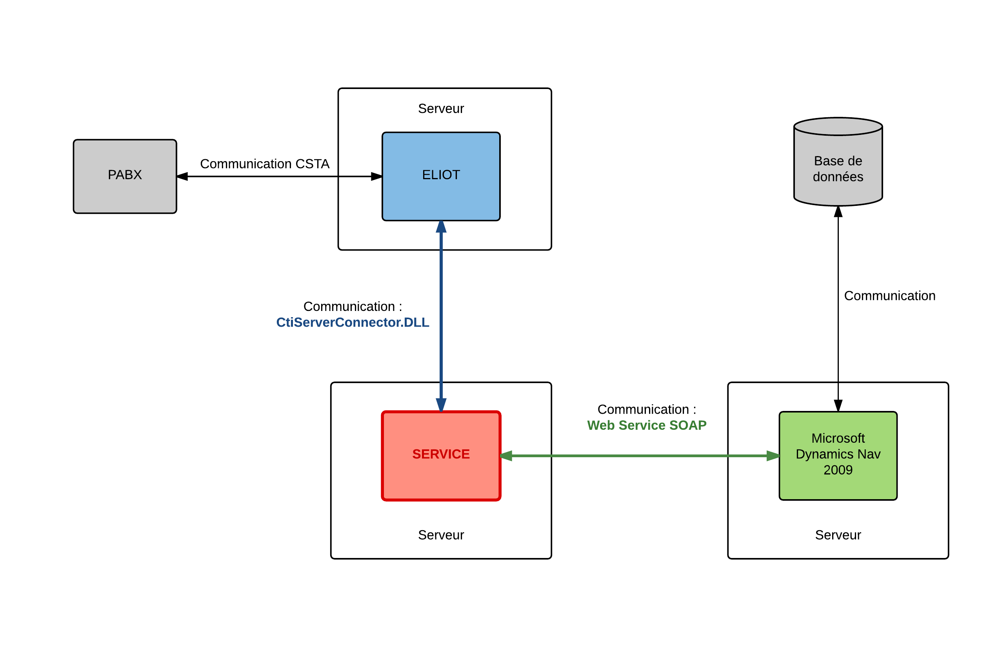 Serveur
PABX
Communication CSTA
ELIOT
Base de
données
Communication :
CtiServerConnector.DLL
Communication
SERVICE
Serveur
Communication :
Web Service SOAP
Microsoft
Dynamics Nav
2009
Serveur